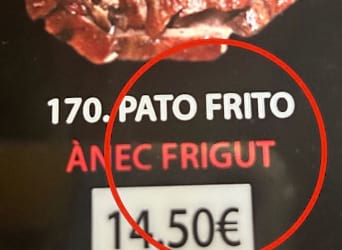 170. PATO FRITO
ÀNEC FRIGUT
14.50€